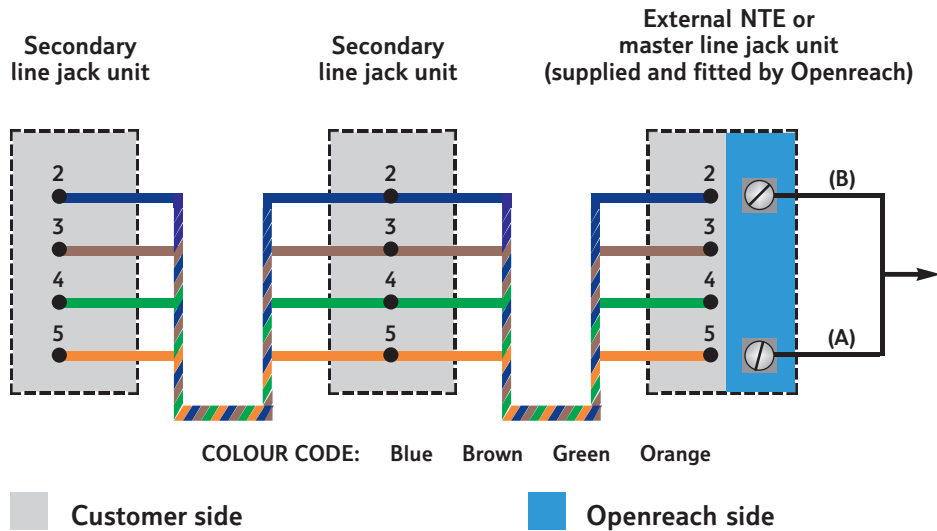 Secondary
line jack unit
Secondary
line jack unit
External NTE or
master line jack unit
(supplied and fitted by Openreach)
2
3
4
5
2
3
4
5
2
3
4
5
(B)
(A)
COLOUR CODE: Blue Brown Green Orange
Customer side
Openreach side